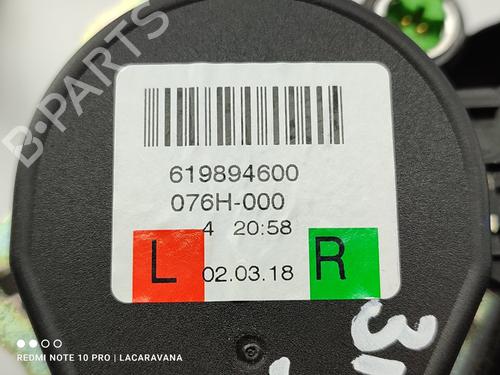 B-PARTS
619894600
076H-000
4 20:58
L 02.03.18 R
REDMI NOTE 10 PRO | LACARAVANA